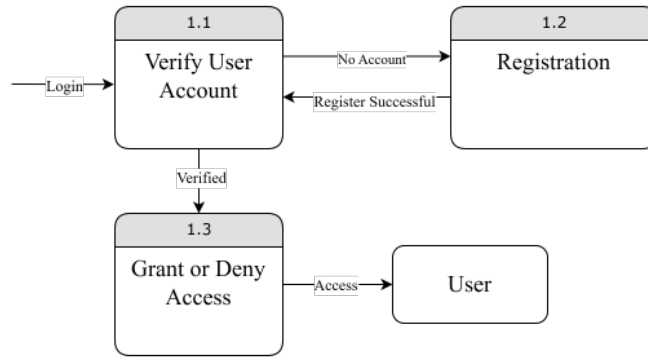 1.1
1.2
Verify User
Account
Registration
Login
No Account
Register Successful
Verified
1.3
Grant or Deny
Access
Access
User